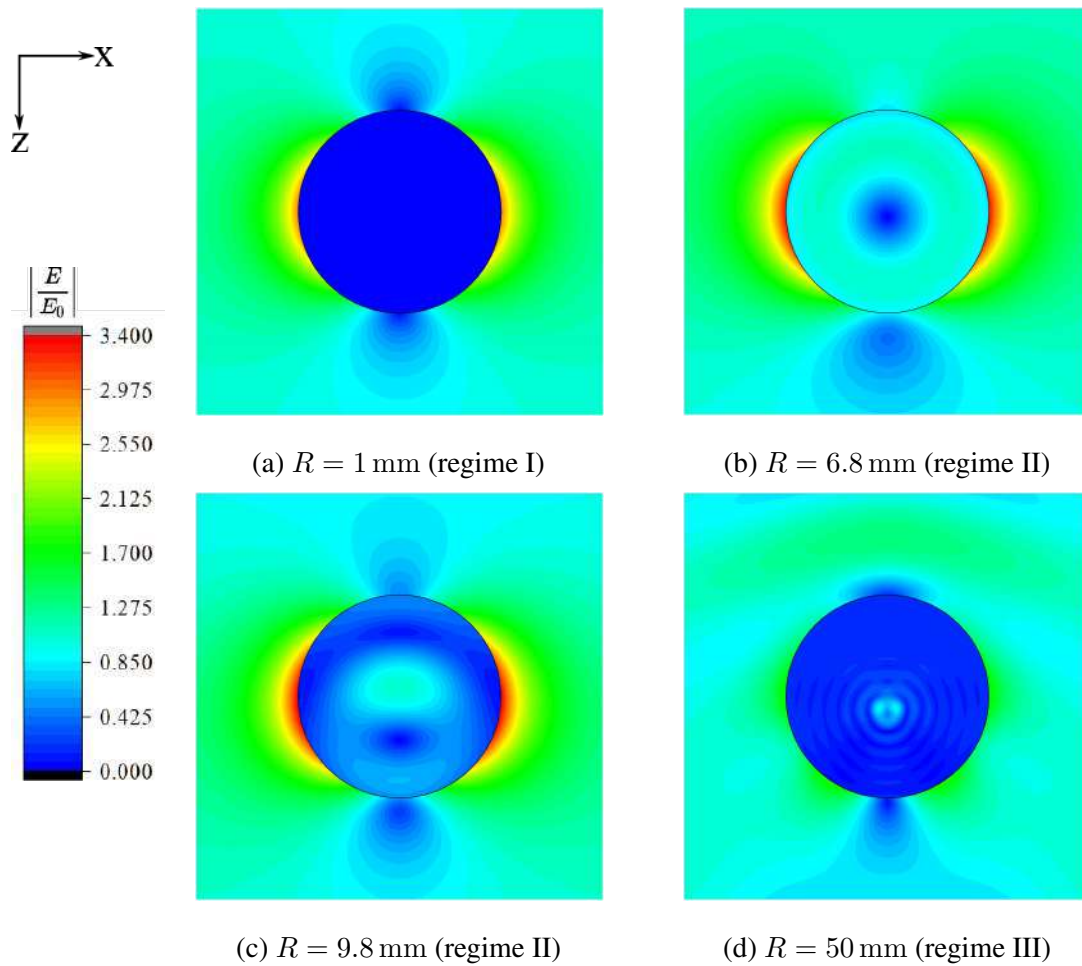 X
Z
|E/E₀|
3.400
2.975
2.550
2.125
1.700
1.275
0.850
0.425
0.000
(a) R = 1 mm (regime I)
(b) R = 6.8 mm (regime II)
(c) R = 9.8 mm (regime II)
(d) R = 50 mm (regime III)